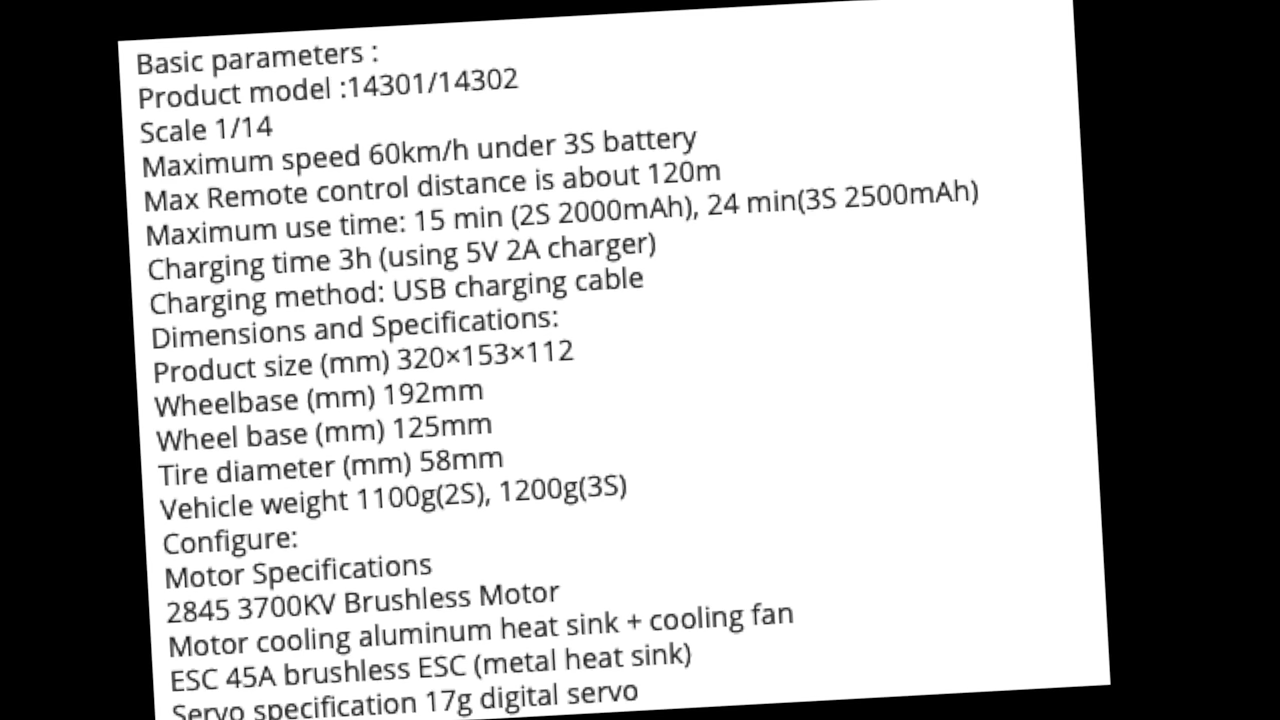 Basic parameters :
Product model :14301/14302
Scale 1/14
Maximum speed 60km/h under 3S battery
Max Remote control distance is about 120m
Maximum use time: 15 min (2S 2000mAh), 24 min(3S 2500mAh)
Charging time 3h (using 5V 2A charger)
Charging method: USB charging cable
Dimensions and Specifications:
Product size (mm) 320×153×112
Wheelbase (mm) 192mm
Wheel base (mm) 125mm
Tire diameter (mm) 58mm
Vehicle weight 1100g(2S), 1200g(3S)
Configure:
Motor Specifications
2845 3700KV Brushless Motor
Motor cooling aluminum heat sink + cooling fan
ESC 45A brushless ESC (metal heat sink)
Servo specification 17g digital servo